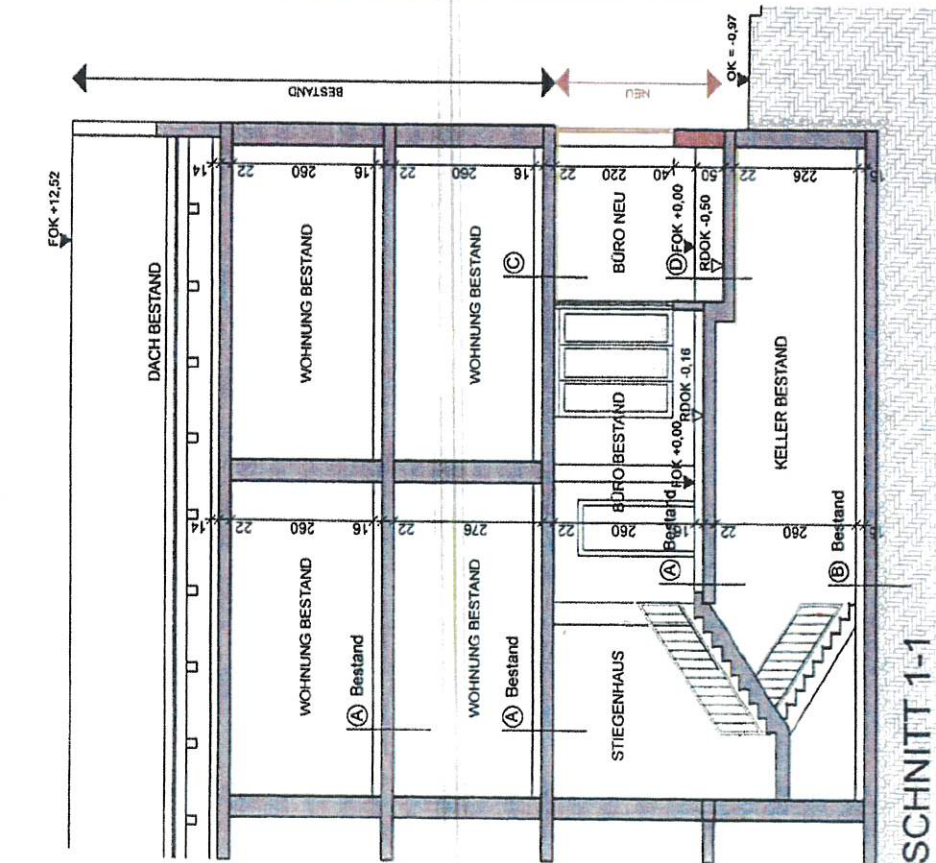 FOK +12,52
DACH BESTAND
BESTAND
NEU
OK = -0,97
14
22
260
16
22
260
16
22
220
40
50
22
226
15
WOHNUNG BESTAND
WOHNUNG BESTAND
C
BÜRO NEU
D FOK +0,00
RDOK -0,50
14
22
260
16
22
276
22
260
16
22
260
15
BÜRO BESTAND
FOK +0,00
RDOK -0,16
KELLER BESTAND
WOHNUNG BESTAND
A Bestand
WOHNUNG BESTAND
A Bestand
STIEGENHAUS
A Bestand
B Bestand
SCHNITT 1-1